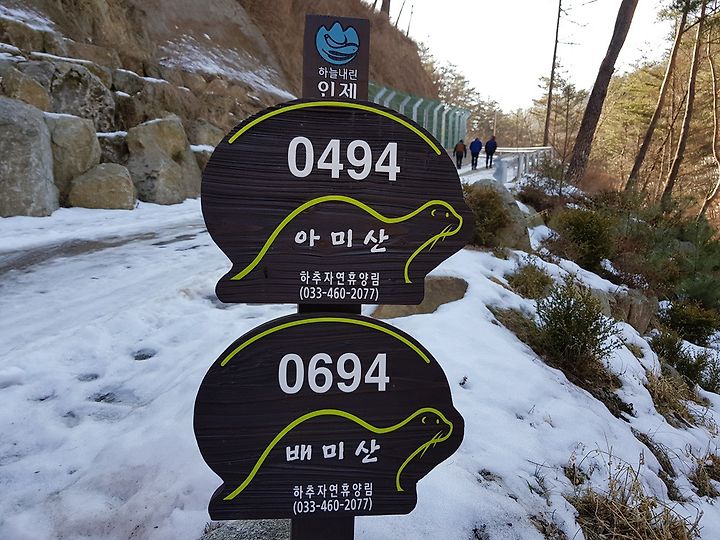 하늘내린
인제
0494
아미산
하추자연휴양림
(033-460-2077)
0694
배미산
하추자연휴양림
(033-460-2077)